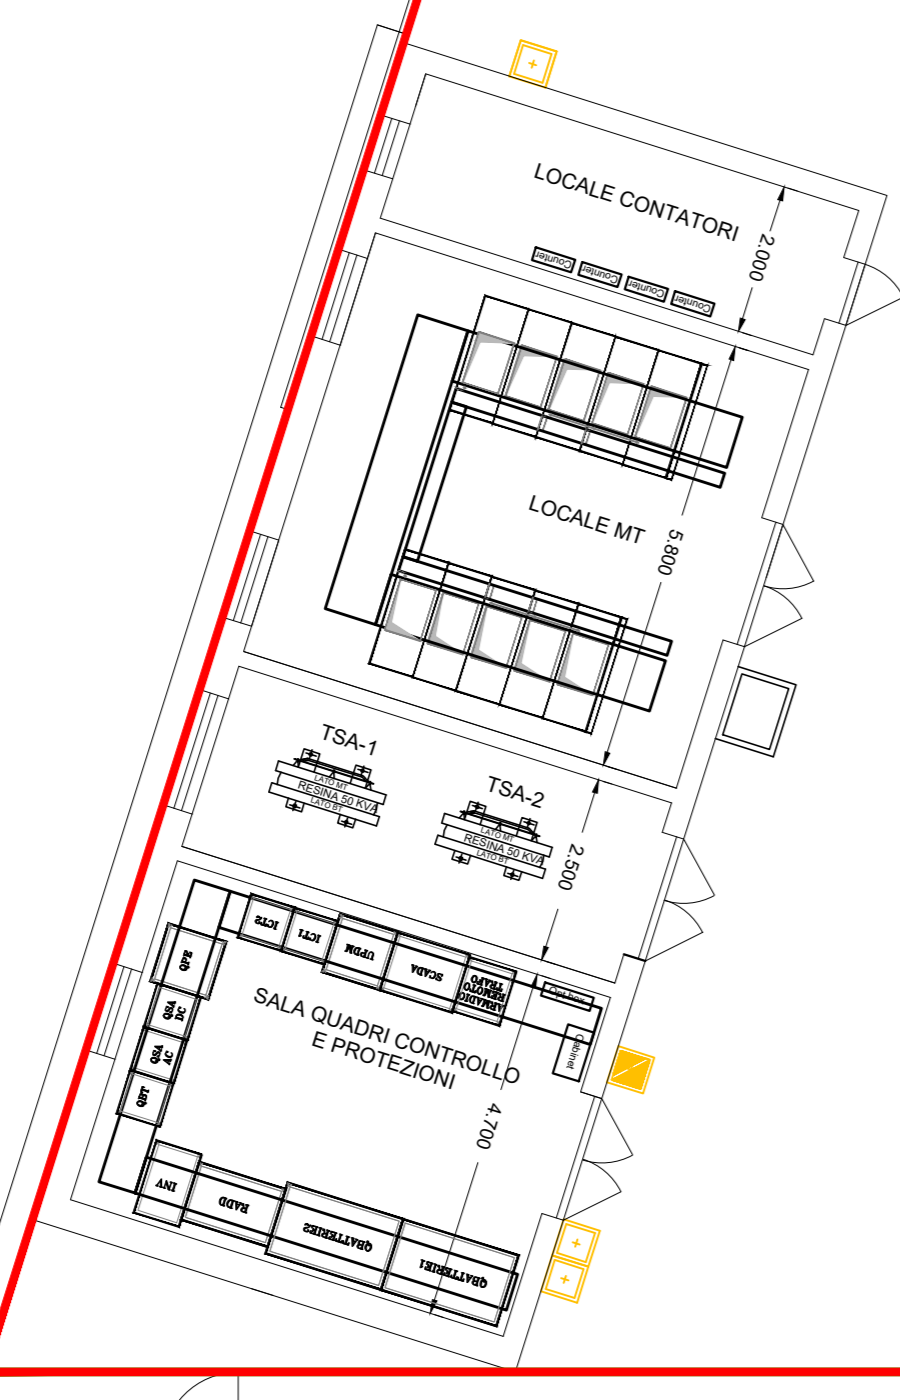 LOCALE CONTATORI
2.000
Counter
Counter
Counter
Counter
LOCALE MT
5.800
TSA-1
LATO MT
RESINA 50 KVA
LATO BT
TSA-2
LATO MT
RESINA 50 KVA
LATO BT
2.500
ICT2
ICT1
UPDM
SCADA
ARMADIO
REMOTO
TRAFO
Opt box
Cabinet
QPE
QSA
DC
QSA
AC
QBT
SALA QUADRI CONTROLLO
E PROTEZIONI
4.700
INV
RADD
QBATTERIE2
QBATTERIE1